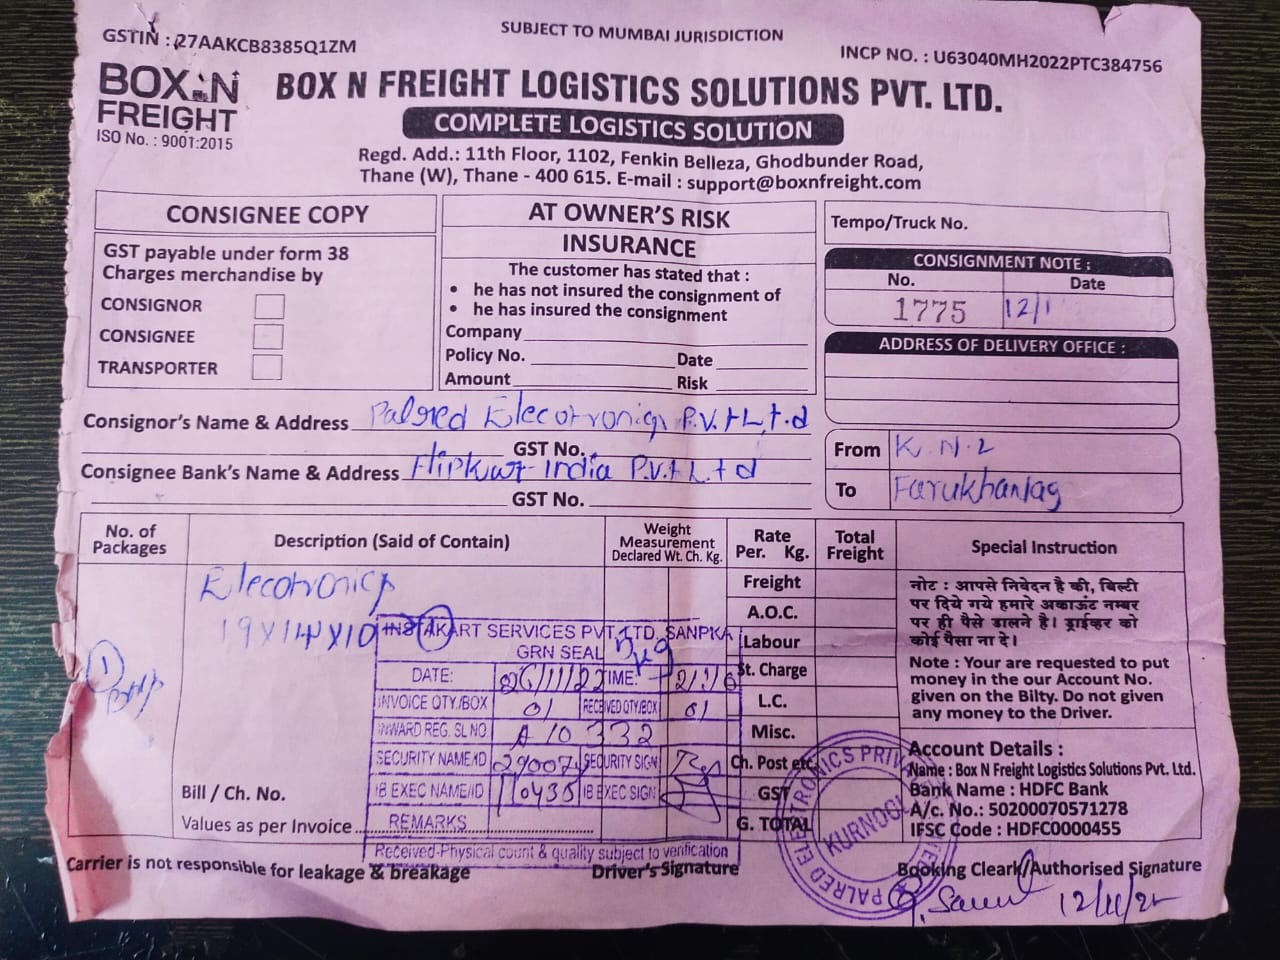 GSTIN : 27AAKCB8385Q1ZM
SUBJECT TO MUMBAI JURISDICTION
INCP NO. : U63040MH2022PTC384756
BOX N
FREIGHT
ISO No. : 9001:2015
BOX N FREIGHT LOGISTICS SOLUTIONS PVT. LTD.
COMPLETE LOGISTICS SOLUTION
Regd. Add.: 11th Floor, 1102, Fenkin Belleza, Ghodbunder Road,
Thane (W), Thane - 400 615. E-mail : support@boxnfreight.com
CONSIGNEE COPY
GST payable under form 38
Charges merchandise by
CONSIGNOR
CONSIGNEE
TRANSPORTER
AT OWNER'S RISK
INSURANCE
The customer has stated that :
• he has not insured the consignment of
• he has insured the consignment
Company
Policy No. Date
Amount Risk
Tempo/Truck No.
CONSIGNMENT NOTE :
No. Date
1775 12/1
ADDRESS OF DELIVERY OFFICE :
Consignor's Name & Address Palred Elecotronics P.v.t L.t.d
GST No.
Consignee Bank's Name & Address Flipkart India P.v.t L.t.d
GST No.
From K.N.L
To
No. of Packages
Description (Said of Contain)
Weight Measurement
Declared Wt. Ch. Kg.
Rate Per. Kg.
Total Freight
Special Instruction
1
Elecotronics
19X14X10
Freight
A.O.C.
Labour
St. Charge
L.C.
Misc.
Ch. Post etc.
GST
G. TOTAL
INSTAKART SERVICES PVT. LTD. SANPKA
GRN SEAL
DATE: 26/11/22 TIME:
INVOICE QTY./BOX 01 RECEIVED QTY/BOX 01
INWARD REG. SL NO. A10332
SECURITY NAME/ID SECURITY SIGN
IB EXEC NAME/ID 110435 IB EXEC SIGN
REMARKS
Received-Physical count & quality subject to verification
नोट : आपसे निवेदन है की, बिल्टी
पर दिये गये हमारे अकाऊंट नम्बर
पर ही पैसे डालने है। ड्राईव्हर को
कोई पैसा ना दे।
Note : Your are requested to put
money in the our Account No.
given on the Bilty. Do not given
any money to the Driver.
Account Details :
Name : Box N Freight Logistics Solutions Pvt. Ltd.
Bank Name : HDFC Bank
A/c. No.: 50200070571278
IFSC Code : HDFC0000455
Bill / Ch. No.
Values as per Invoice
Carrier is not responsible for leakage & breakage
Driver's Signature
Booking Cleark/Authorised Signature
PALRED ELECTRONICS PRIVATE LIMITED
KURNOOL
12/11/22